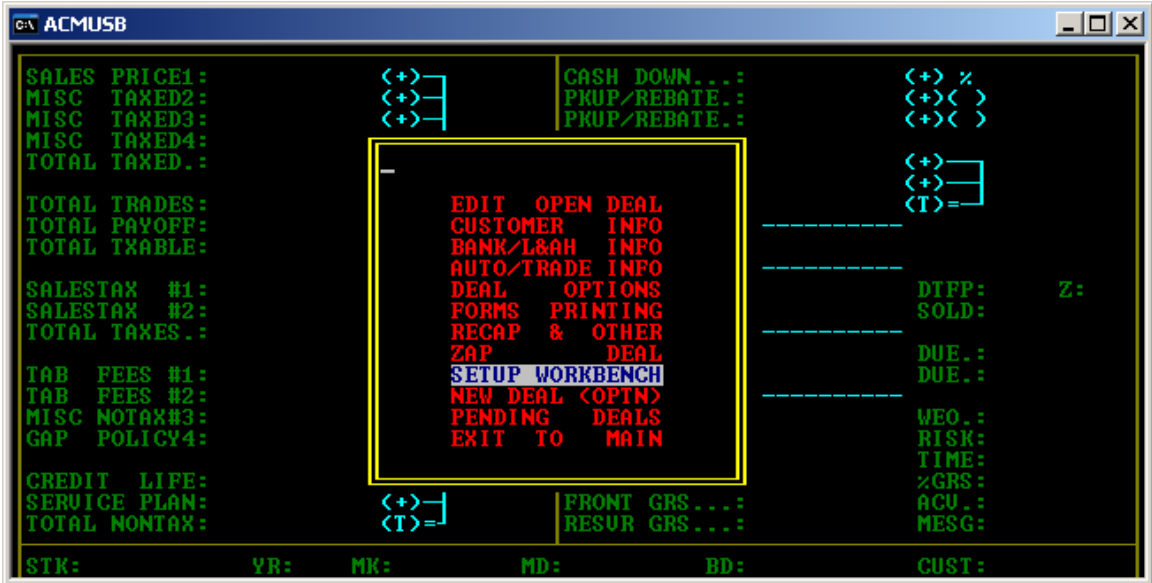 ACMUSB
SALES PRICE1: (+) CASH DOWN...: (+) %
MISC TAXED2: (+) PKUP/REBATE.: (+)( )
MISC TAXED3: (+) PKUP/REBATE.: (+)( )
MISC TAXED4:
TOTAL TAXED.: (+)
(+)
TOTAL TRADES: EDIT OPEN DEAL (T)=
TOTAL PAYOFF: CUSTOMER INFO
TOTAL TXABLE: BANK/L&AH INFO
AUTO/TRADE INFO
SALESTAX #1: DEAL OPTIONS DTFP: Z:
SALESTAX #2: FORMS PRINTING SOLD:
TOTAL TAXES.: RECAP & OTHER
ZAP DEAL DUE.:
TAB FEES #1: SETUP WORKBENCH DUE.:
TAB FEES #2: NEW DEAL (OPTN)
MISC NOTAX#3: PENDING DEALS WEO.:
GAP POLICY4: EXIT TO MAIN RISK:
TIME:
CREDIT LIFE: %GRS:
SERVICE PLAN: (+) FRONT GRS...: ACV.:
TOTAL NONTAX: (T)= RESVR GRS...: MESG:
STK: YR: MK: MD: BD: CUST: